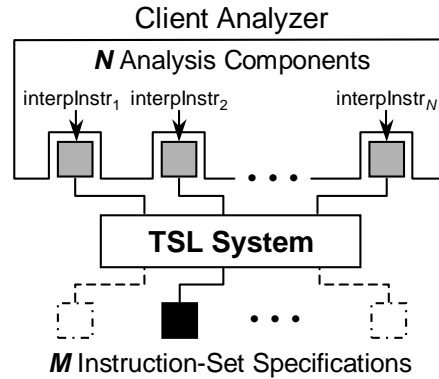 Client Analyzer
N Analysis Components
interpInstr1 interpInstr2 interpInstrN
• • •
TSL System
• • •
M Instruction-Set Specifications